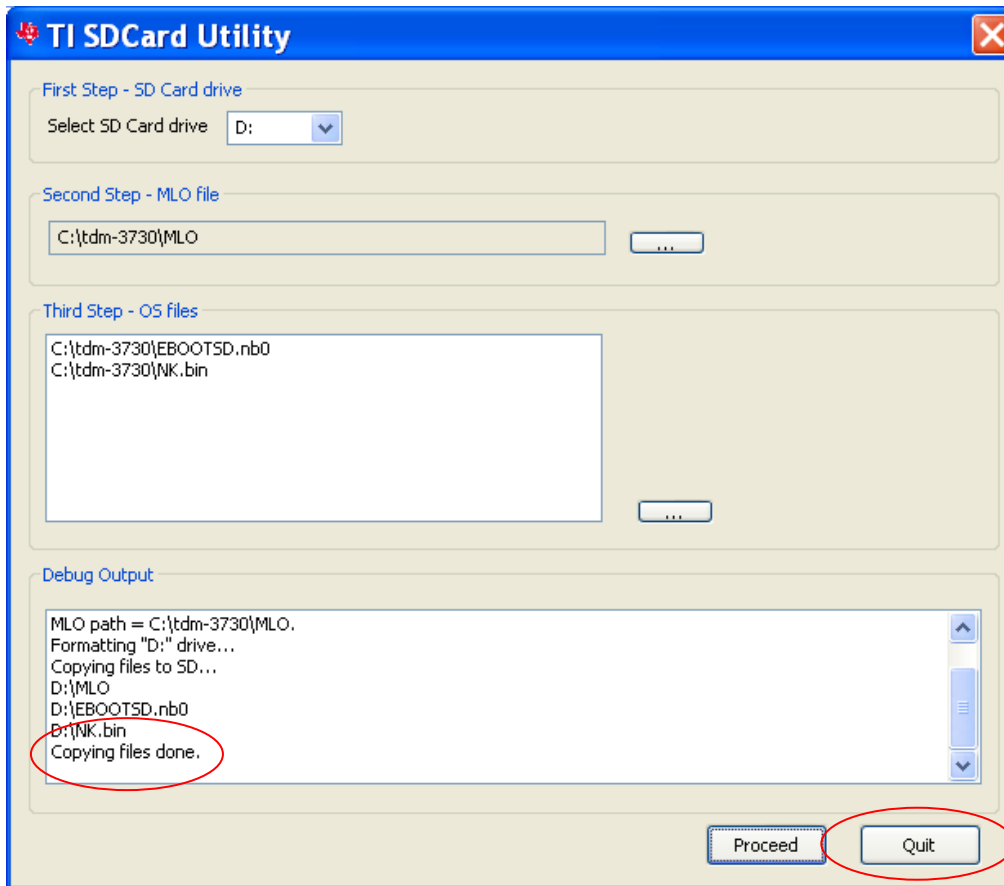 TI SDCard Utility
First Step - SD Card drive
Select SD Card drive D:
Second Step - MLO file
C:\tdm-3730\MLO
...
Third Step - OS files
C:\tdm-3730\EBOOTSD.nb0
C:\tdm-3730\NK.bin
...
Debug Output
MLO path = C:\tdm-3730\MLO.
Formatting "D:" drive...
Copying files to SD...
D:\MLO
D:\EBOOTSD.nb0
D:\NK.bin
Copying files done.
Proceed Quit